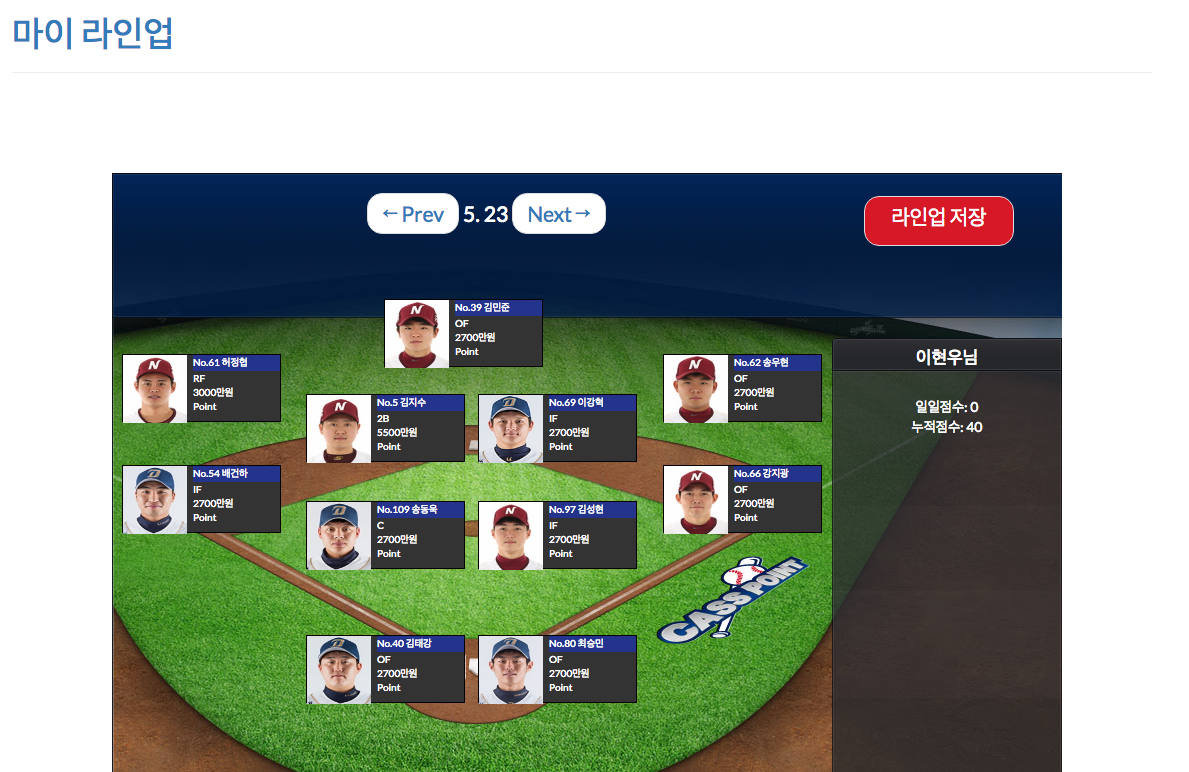 마이 라인업
←Prev 5. 23 Next→
라인업 저장
No.39 김민준
OF
2700만원
Point
No.61 허정협
RF
3000만원
Point
No.62 송우현
OF
2700만원
Point
No.5 김지수
2B
5500만원
Point
No.69 이강혁
IF
2700만원
Point
No.54 배건하
IF
2700만원
Point
No.66 강지광
OF
2700만원
Point
No.109 송동욱
C
2700만원
Point
No.97 김성현
IF
2700만원
Point
No.40 김태강
OF
2700만원
Point
No.80 최승민
OF
2700만원
Point
CASS POINT
이현우님
일일점수: 0
누적점수: 40